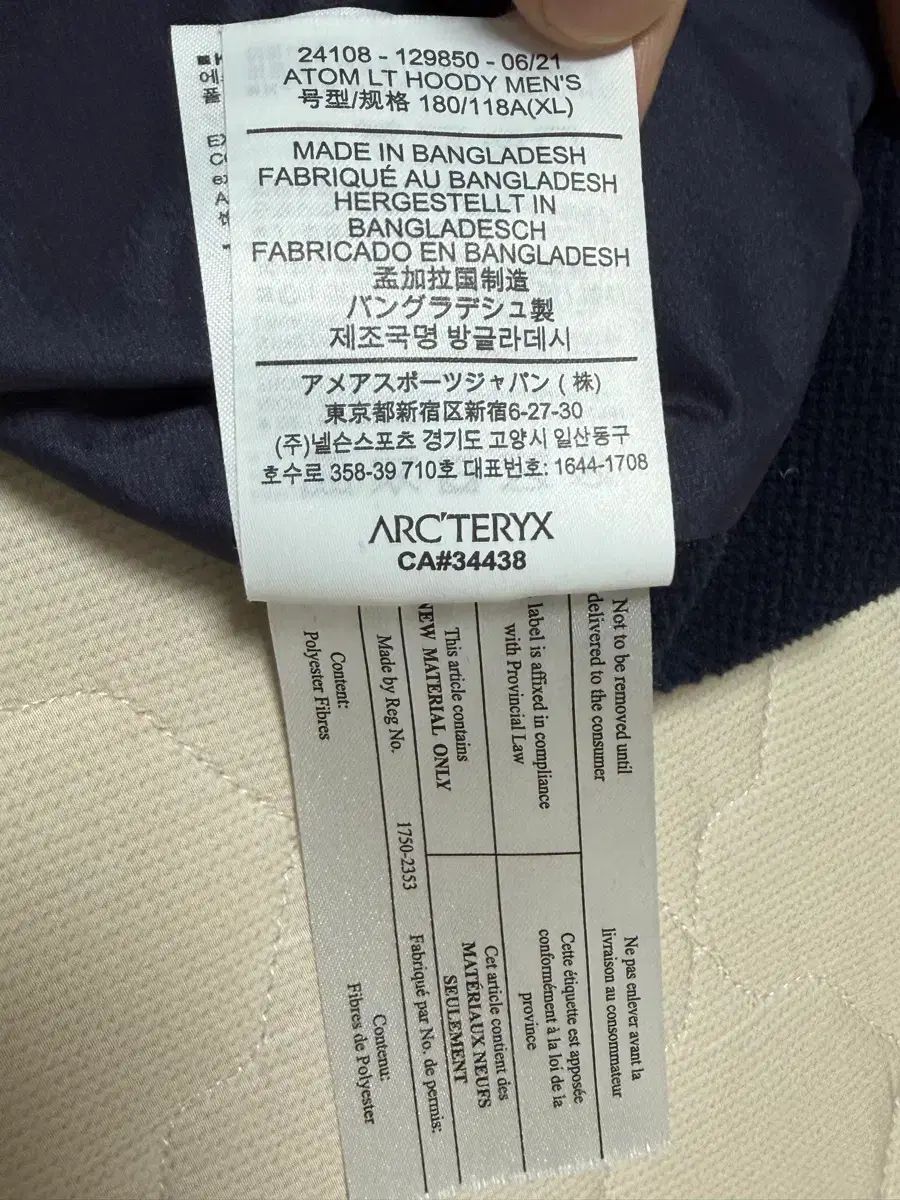 24108 - 129850 - 06/21
ATOM LT HOODY MEN'S
号型/规格 180/118A(XL)
MADE IN BANGLADESH
FABRIQUÉ AU BANGLADESH
HERGESTELLT IN
BANGLADESCH
FABRICADO EN BANGLADESH
孟加拉国制造
バングラデシュ製
제조국명 방글라데시
アメアスポーツジャパン ( 株)
東京都新宿区新宿6-27-30
(주)넬슨스포츠 경기도 고양시 일산동구
호수로 358-39 710호 대표번호: 1644-1708
ARC'TERYX
CA#34438
Not to be removed until
delivered to the consumer
label is affixed in compliance
with Provincial Law
This article contains
NEW MATERIAL ONLY
Made by Reg No.
1750-2353
Content:
Polyester Fibres
Ne pas enlever avant la
livraison au consommateur
Cette étiquette est apposée
conformément à la loi de la
province
Cet article contient des
MATÉRIAUX NEUFS
SEULEMENT
Fabriqué par No. de permis:
Contenu:
Fibres de Polyester